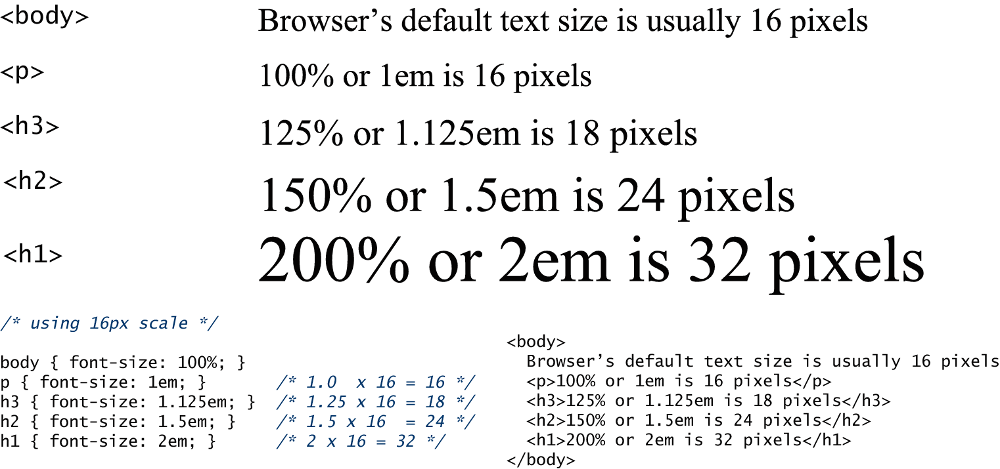 <body> Browser’s default text size is usually 16 pixels
<p> 100% or 1em is 16 pixels
<h3> 125% or 1.125em is 18 pixels
<h2> 150% or 1.5em is 24 pixels
<h1> 200% or 2em is 32 pixels
/* using 16px scale */
body { font-size: 100%; }
p { font-size: 1em; } /* 1.0  x 16 = 16 */
h3 { font-size: 1.125em; } /* 1.25 x 16 = 18 */
h2 { font-size: 1.5em; } /* 1.5 x 16  = 24 */
h1 { font-size: 2em; } /* 2 x 16 = 32 */
<body>
Browser’s default text size is usually 16 pixels
<p>100% or 1em is 16 pixels</p>
<h3>125% or 1.125em is 18 pixels</h3>
<h2>150% or 1.5em is 24 pixels</h2>
<h1>200% or 2em is 32 pixels</h1>
</body>